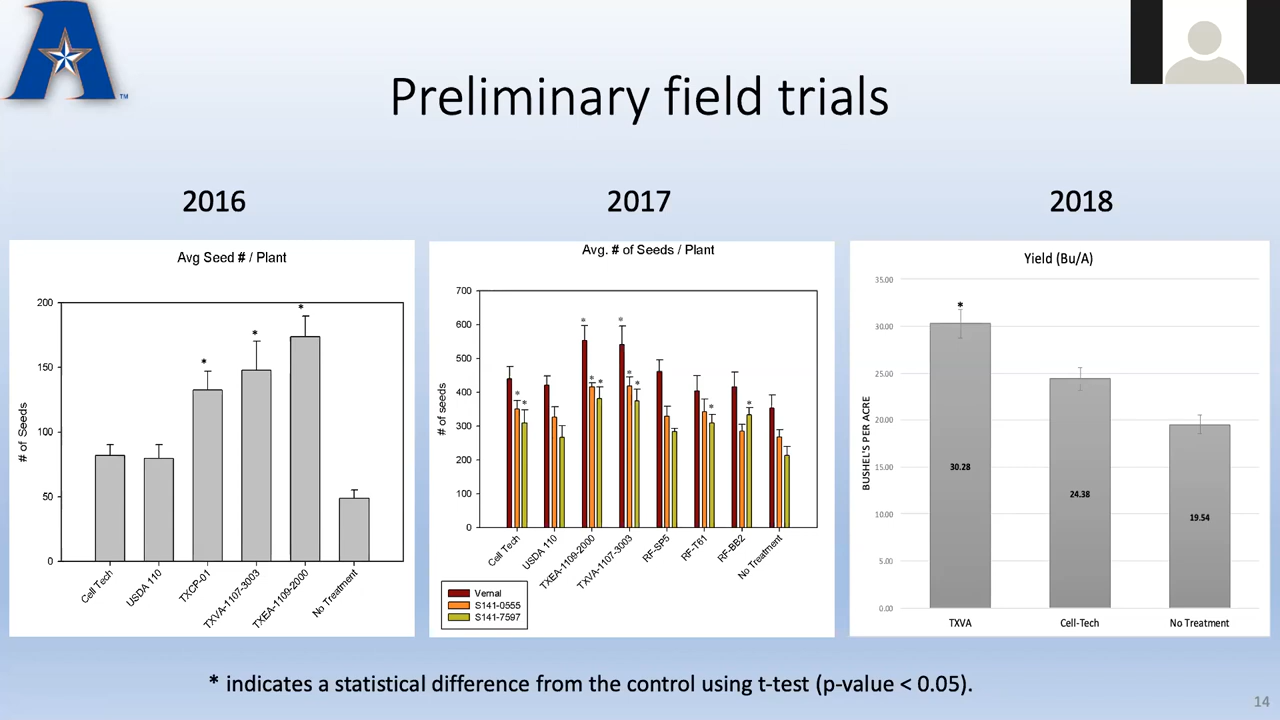 A
TM
Preliminary field trials
2016
2017
2018
Avg Seed # / Plant
# of Seeds
200
150
100
50
0
*
*
*
Cell Tech
USDA 110
TXCP-01
TXVA-1107-3003
TXEA-1109-2000
No Treatment
Avg. # of Seeds / Plant
# of seeds
700
600
500
400
300
200
100
0
* *
* * * * * *
* *
Cell Tech
USDA 110
TXEA-1109-2000
TXVA-1107-3003
RF-SP5
RF-T61
RF-BB2
No Treatment
Vernal
S141-0555
S141-7597
Yield (Bu/A)
BUSHEL'S PER ACRE
35.00
30.00
25.00
20.00
15.00
10.00
5.00
0.00
*
30.28
24.38
19.54
TXVA
Cell-Tech
No Treatment
* indicates a statistical difference from the control using t-test (p-value < 0.05).
14